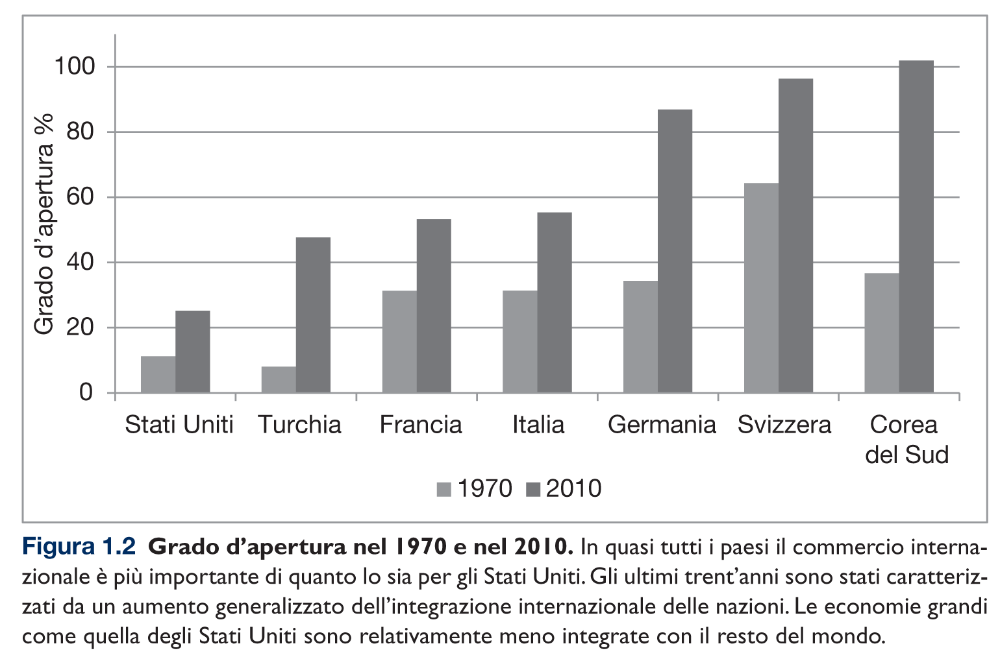 Grado d'apertura %
100
80
60
40
20
0
Stati Uniti
Turchia
Francia
Italia
Germania
Svizzera
Corea
del Sud
1970
2010
Figura 1.2 Grado d'apertura nel 1970 e nel 2010. In quasi tutti i paesi il commercio interna-
zionale è più importante di quanto lo sia per gli Stati Uniti. Gli ultimi trent'anni sono stati caratteriz-
zati da un aumento generalizzato dell'integrazione internazionale delle nazioni. Le economie grandi
come quella degli Stati Uniti sono relativamente meno integrate con il resto del mondo.